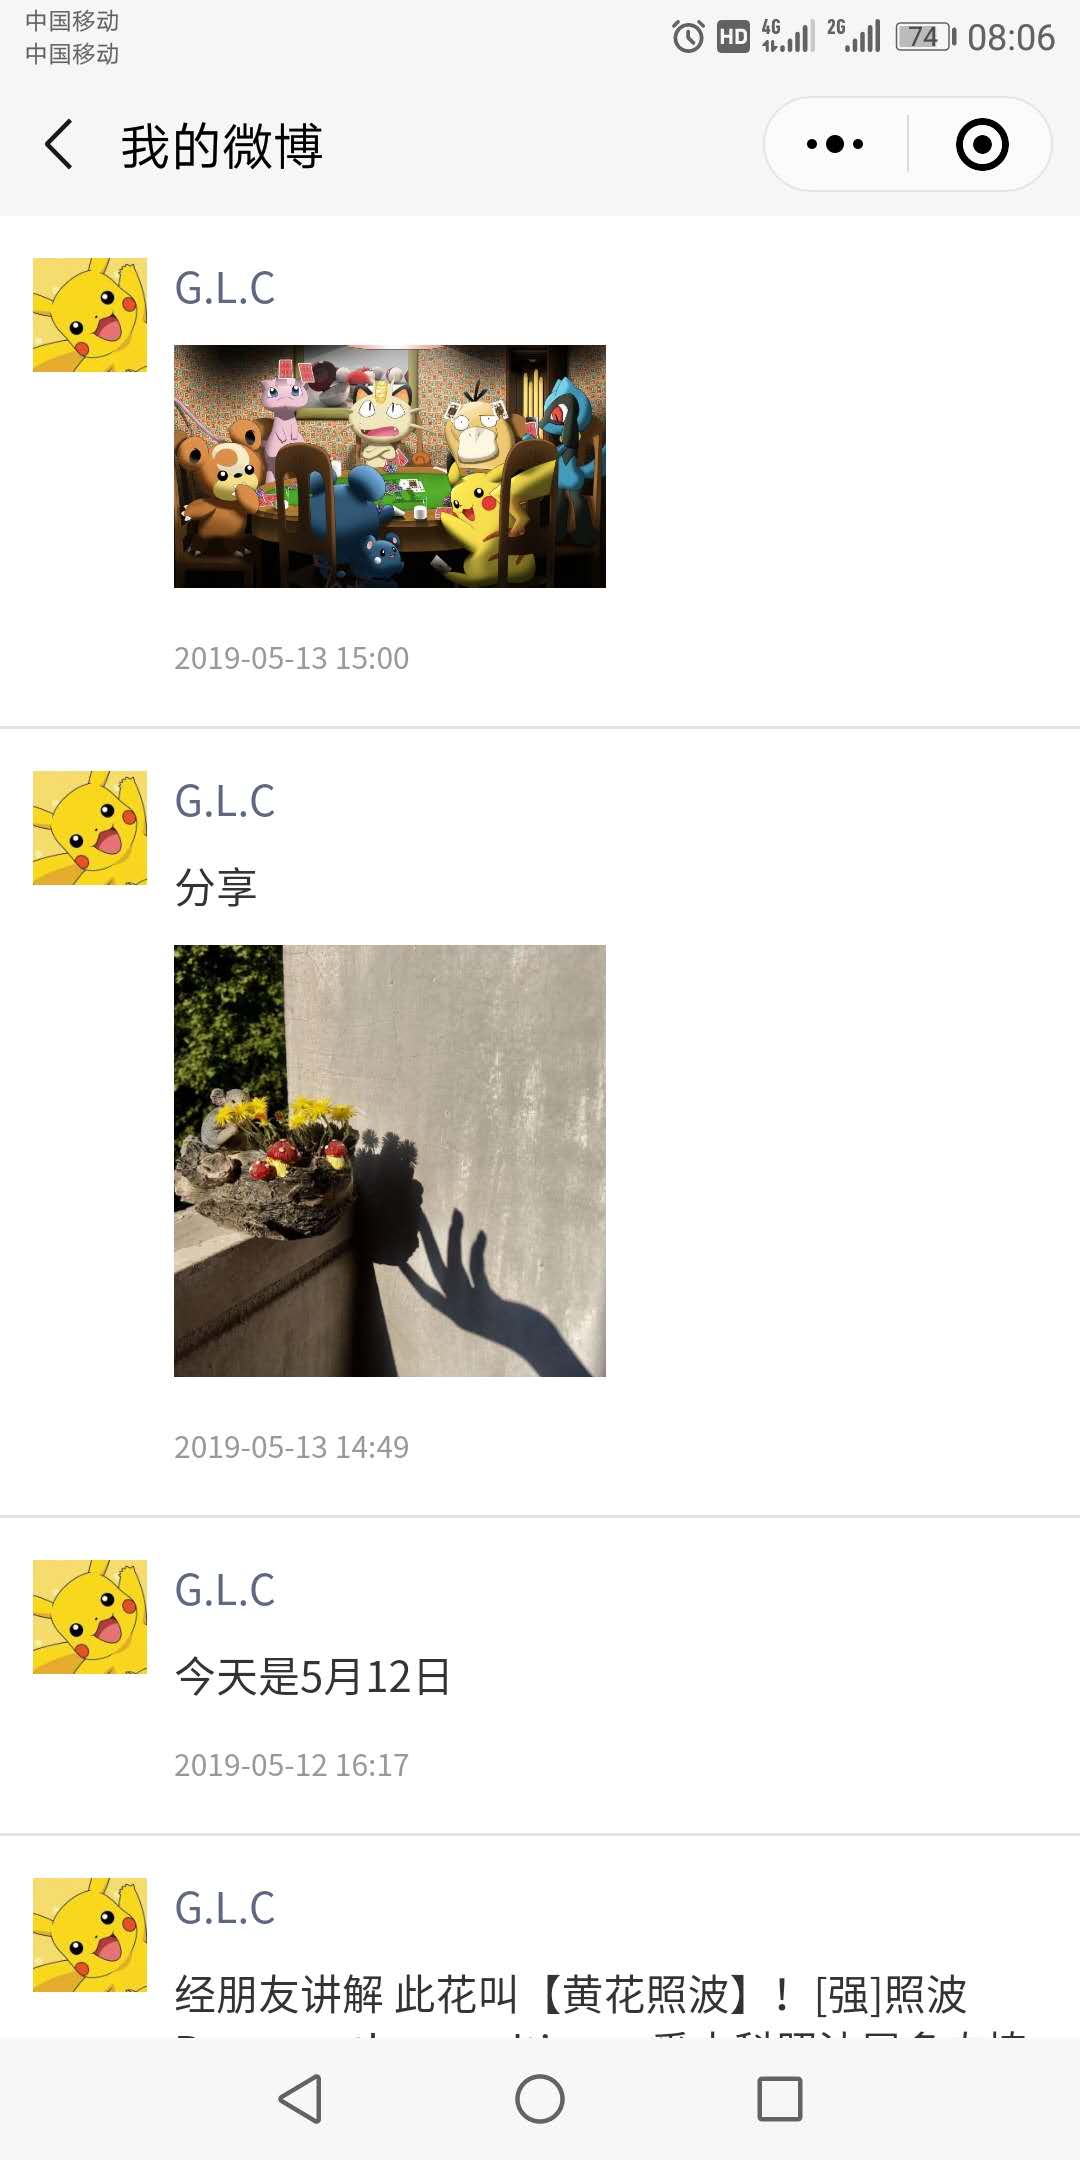 中国移动
中国移动
HD 4G 2G 74 08:06
我的微博
G.L.C
2019-05-13 15:00
G.L.C
分享
2019-05-13 14:49
G.L.C
今天是5月12日
2019-05-12 16:17
G.L.C
经朋友讲解 此花叫【黄花照波】！[强]照波